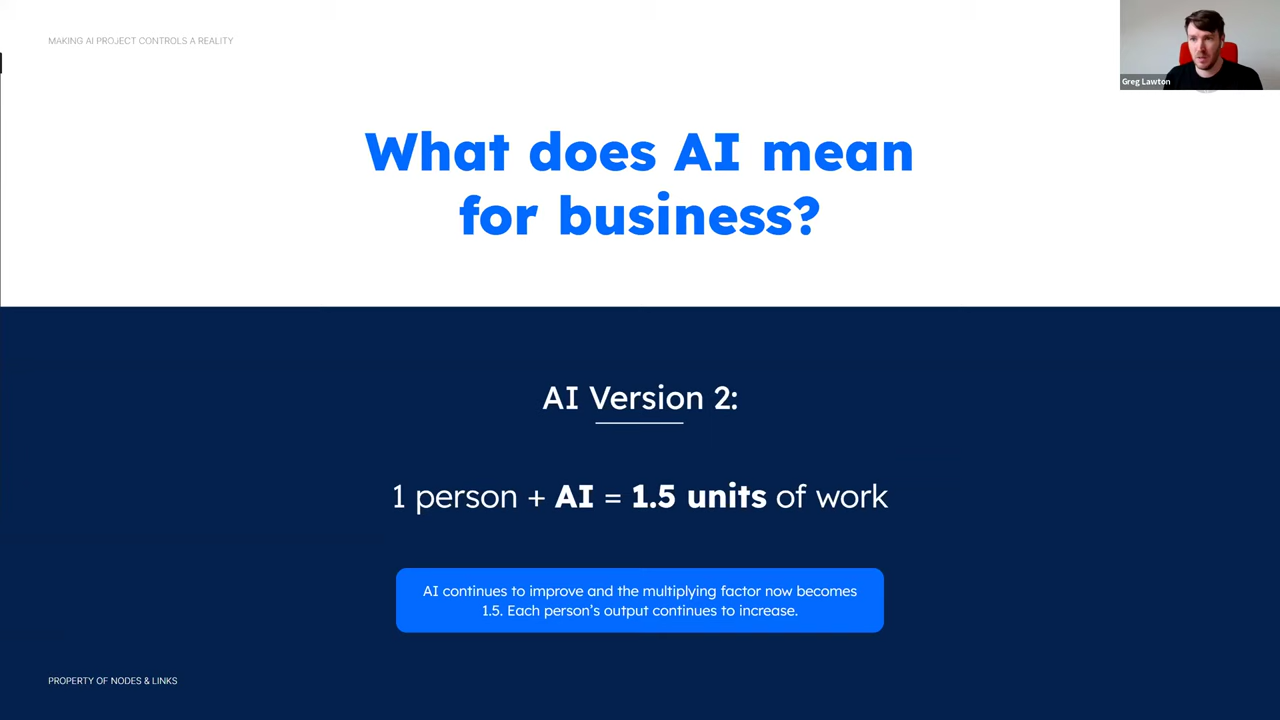 MAKING AI PROJECT CONTROLS A REALITY
Greg Lawton
What does AI mean
for business?
AI Version 2:
1 person + AI = 1.5 units of work
AI continues to improve and the multiplying factor now becomes
1.5. Each person's output continues to increase.
PROPERTY OF NODES & LINKS